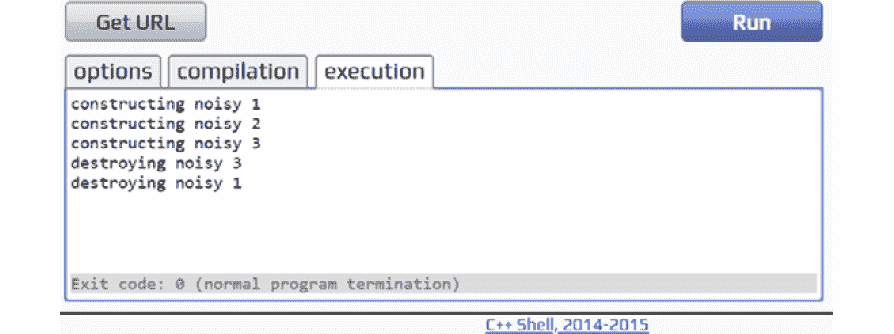 Get URL
Run
options compilation execution
constructing noisy 1
constructing noisy 2
constructing noisy 3
destroying noisy 3
destroying noisy 1
Exit code: 0 (normal program termination)
C++ Shell, 2014-2015